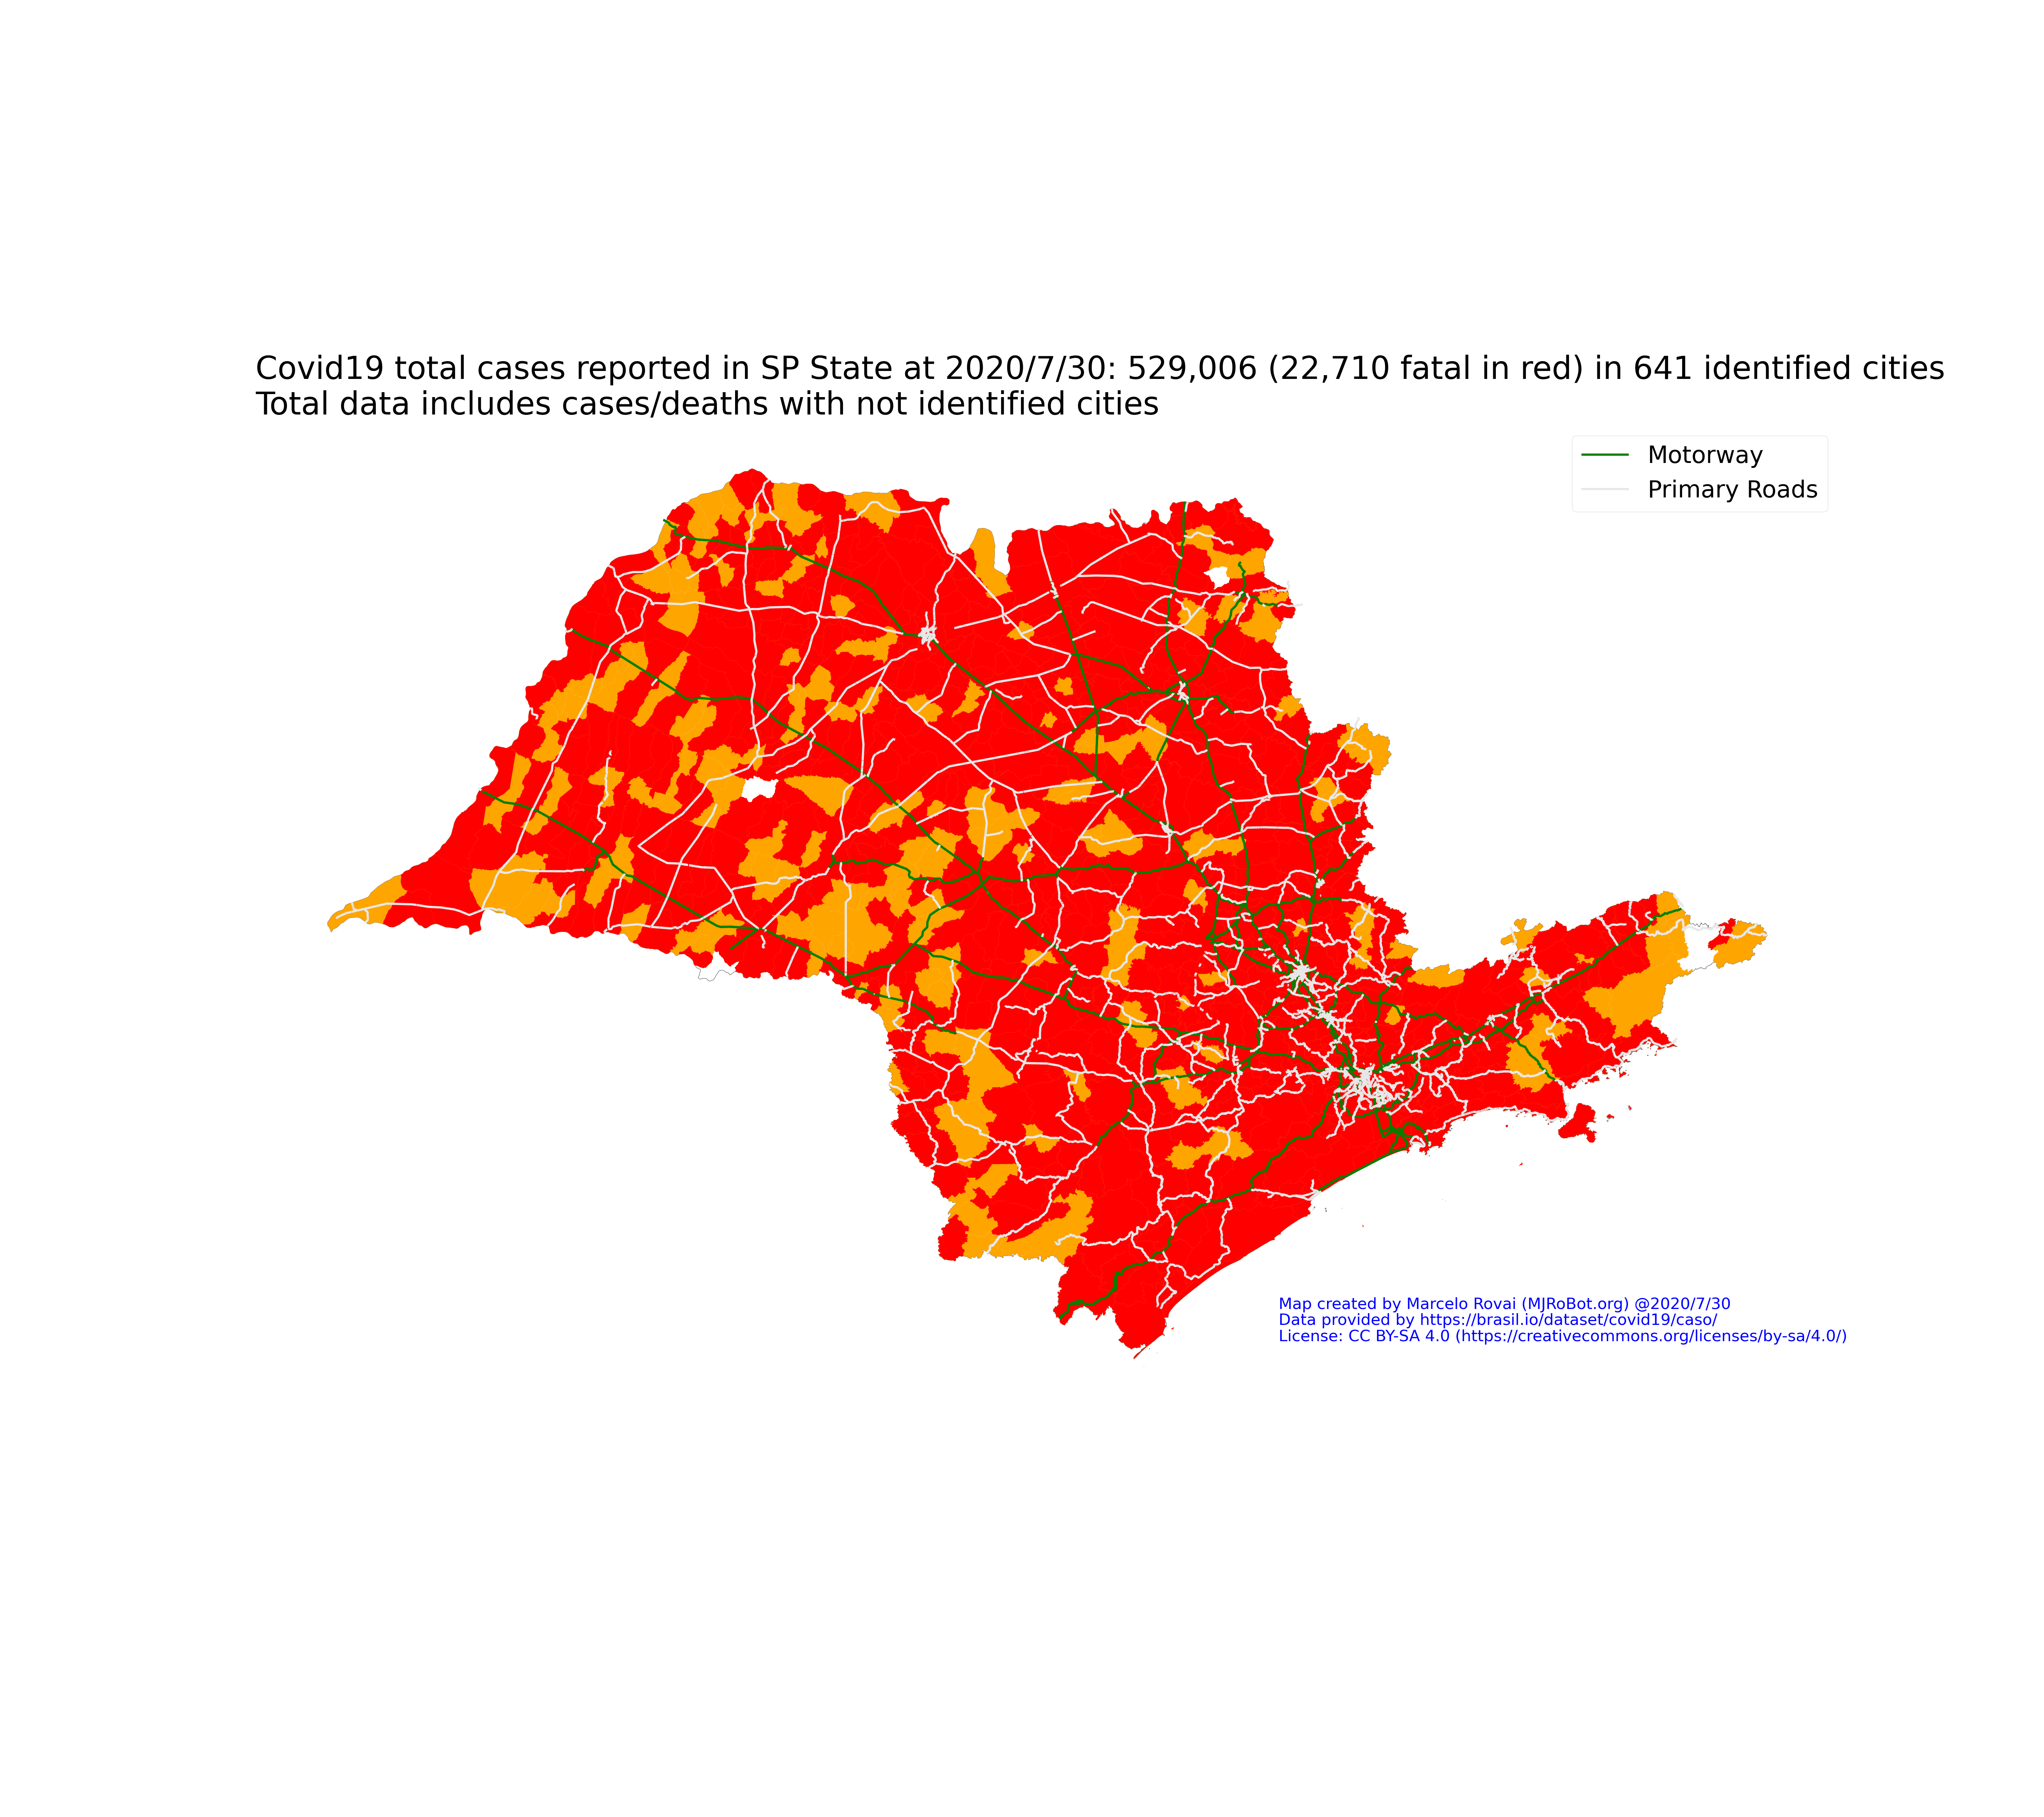 Covid19 total cases reported in SP State at 2020/7/30: 529,006 (22,710 fatal in red) in 641 identified cities
Total data includes cases/deaths with not identified cities
Motorway
Primary Roads
Map created by Marcelo Rovai (MJRoBot.org) @2020/7/30
Data provided by https://brasil.io/dataset/covid19/caso/
License: CC BY-SA 4.0 (https://creativecommons.org/licenses/by-sa/4.0/)